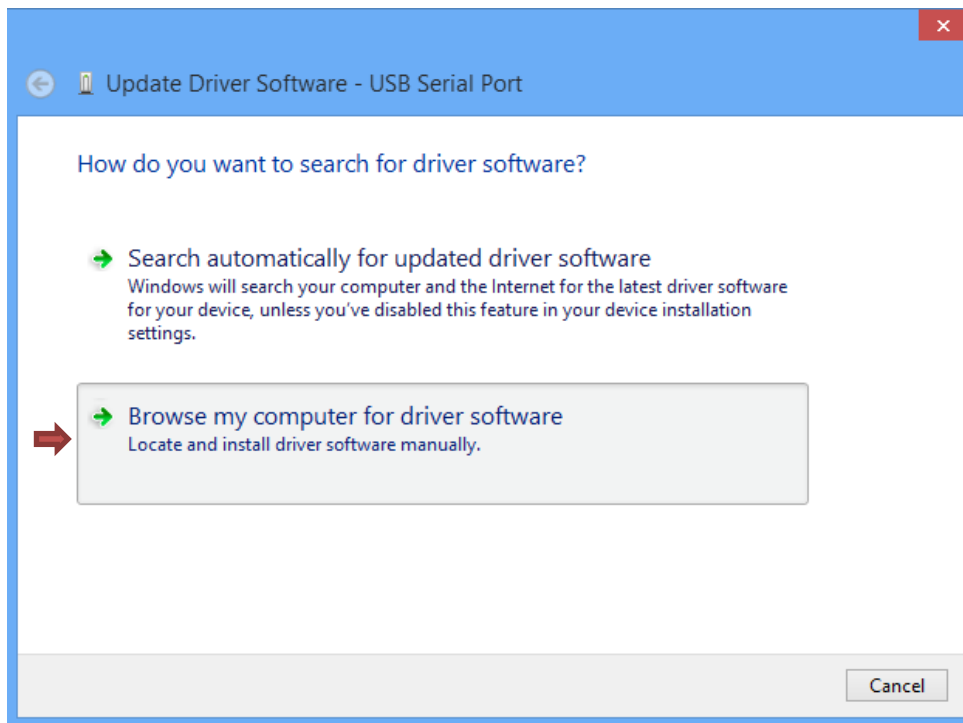 Update Driver Software - USB Serial Port
How do you want to search for driver software?
Search automatically for updated driver software
Windows will search your computer and the Internet for the latest driver software
for your device, unless you've disabled this feature in your device installation
settings.
Browse my computer for driver software
Locate and install driver software manually.
Cancel